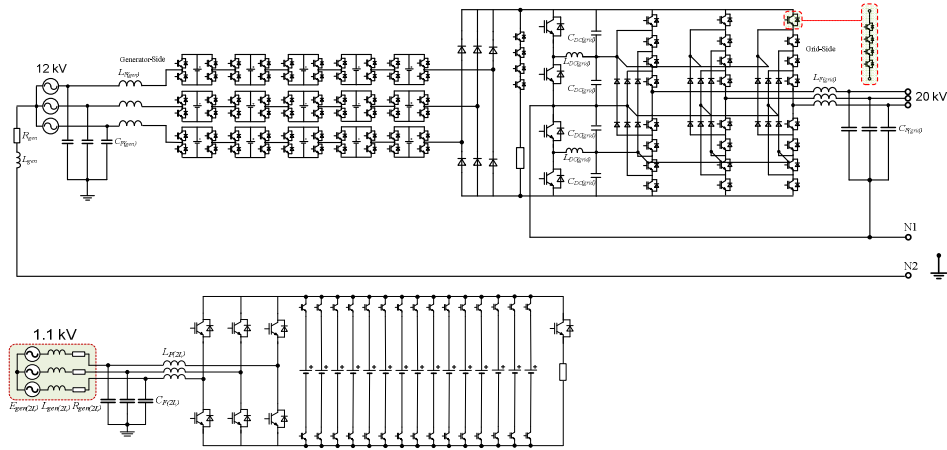 Generator-Side
12 kV
L_F(gen)
R_gen
L_gen
C_F(gen)
C_DC(grid)
L_DC(grid)
C_DC(grid)
C_DC(grid)
L_DC(grid)
C_DC(grid)
Grid-Side
L_F(grid)
20 kV
C_F(grid)
N1
N2
1.1 kV
L_F(2L)
C_F(2L)
E_gen(2L) L_gen(2L) R_gen(2L)